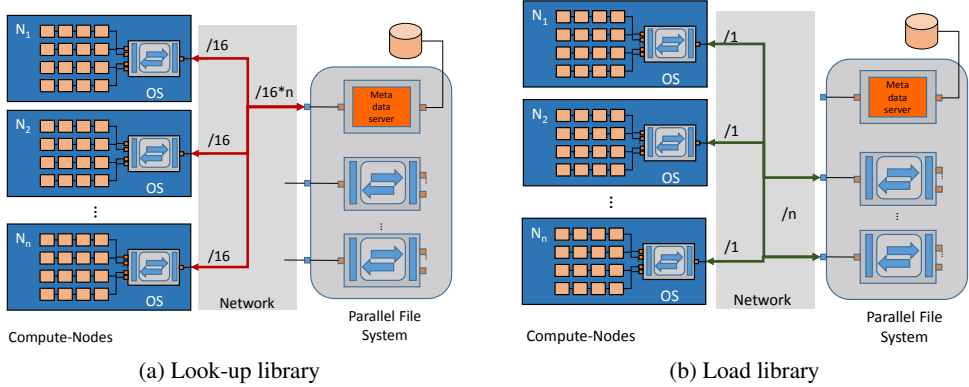 N1
OS
/16
N2
OS
/16
...
Nn
OS
/16
/16*n
Network
Meta
data
server
...
Parallel File
System
Compute-Nodes
(a) Look-up library
N1
OS
/1
N2
OS
/1
...
Nn
OS
/1
/n
Network
Meta
data
server
...
Parallel File
System
Compute-Nodes
(b) Load library